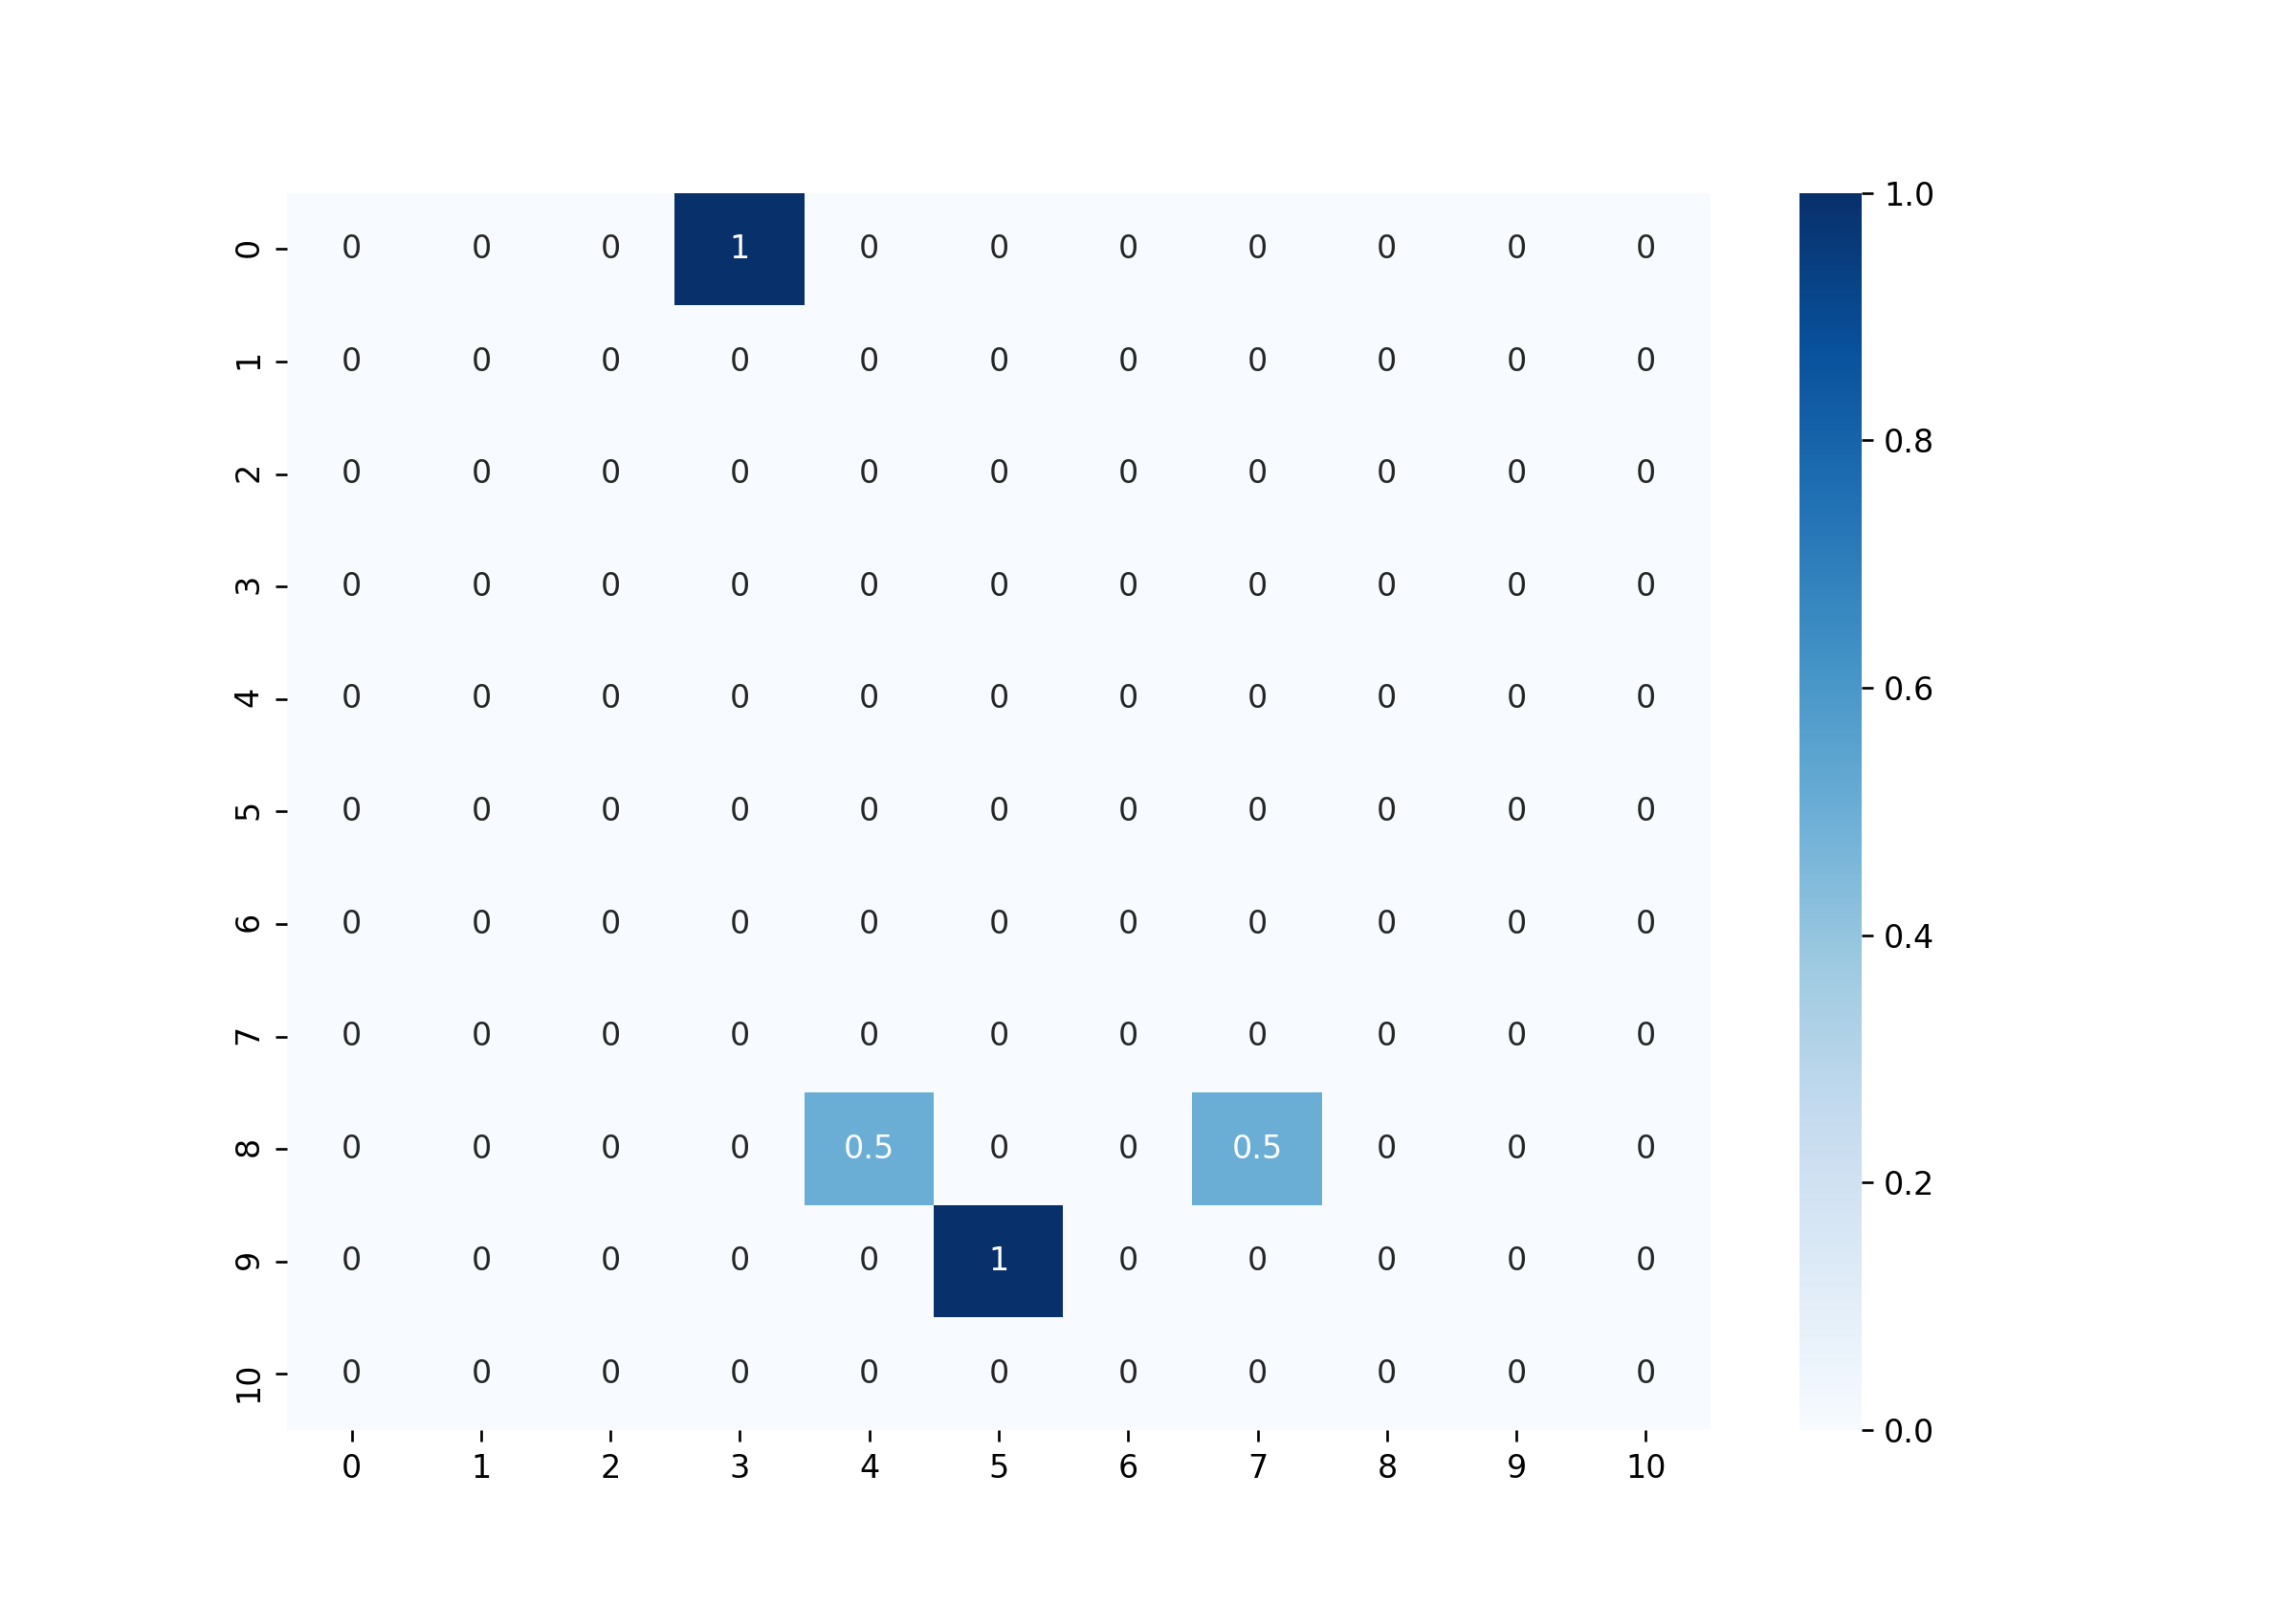 1.0
0 0 0 0 1 0 0 0 0 0 0 0
1 0 0 0 0 0 0 0 0 0 0 0
0.8
2 0 0 0 0 0 0 0 0 0 0 0
3 0 0 0 0 0 0 0 0 0 0 0
0.6
4 0 0 0 0 0 0 0 0 0 0 0
5 0 0 0 0 0 0 0 0 0 0 0
6 0 0 0 0 0 0 0 0 0 0 0
0.4
7 0 0 0 0 0 0 0 0 0 0 0
8 0 0 0 0 0.5 0 0 0.5 0 0 0
0.2
9 0 0 0 0 0 1 0 0 0 0 0
10 0 0 0 0 0 0 0 0 0 0 0
0.0
0 1 2 3 4 5 6 7 8 9 10